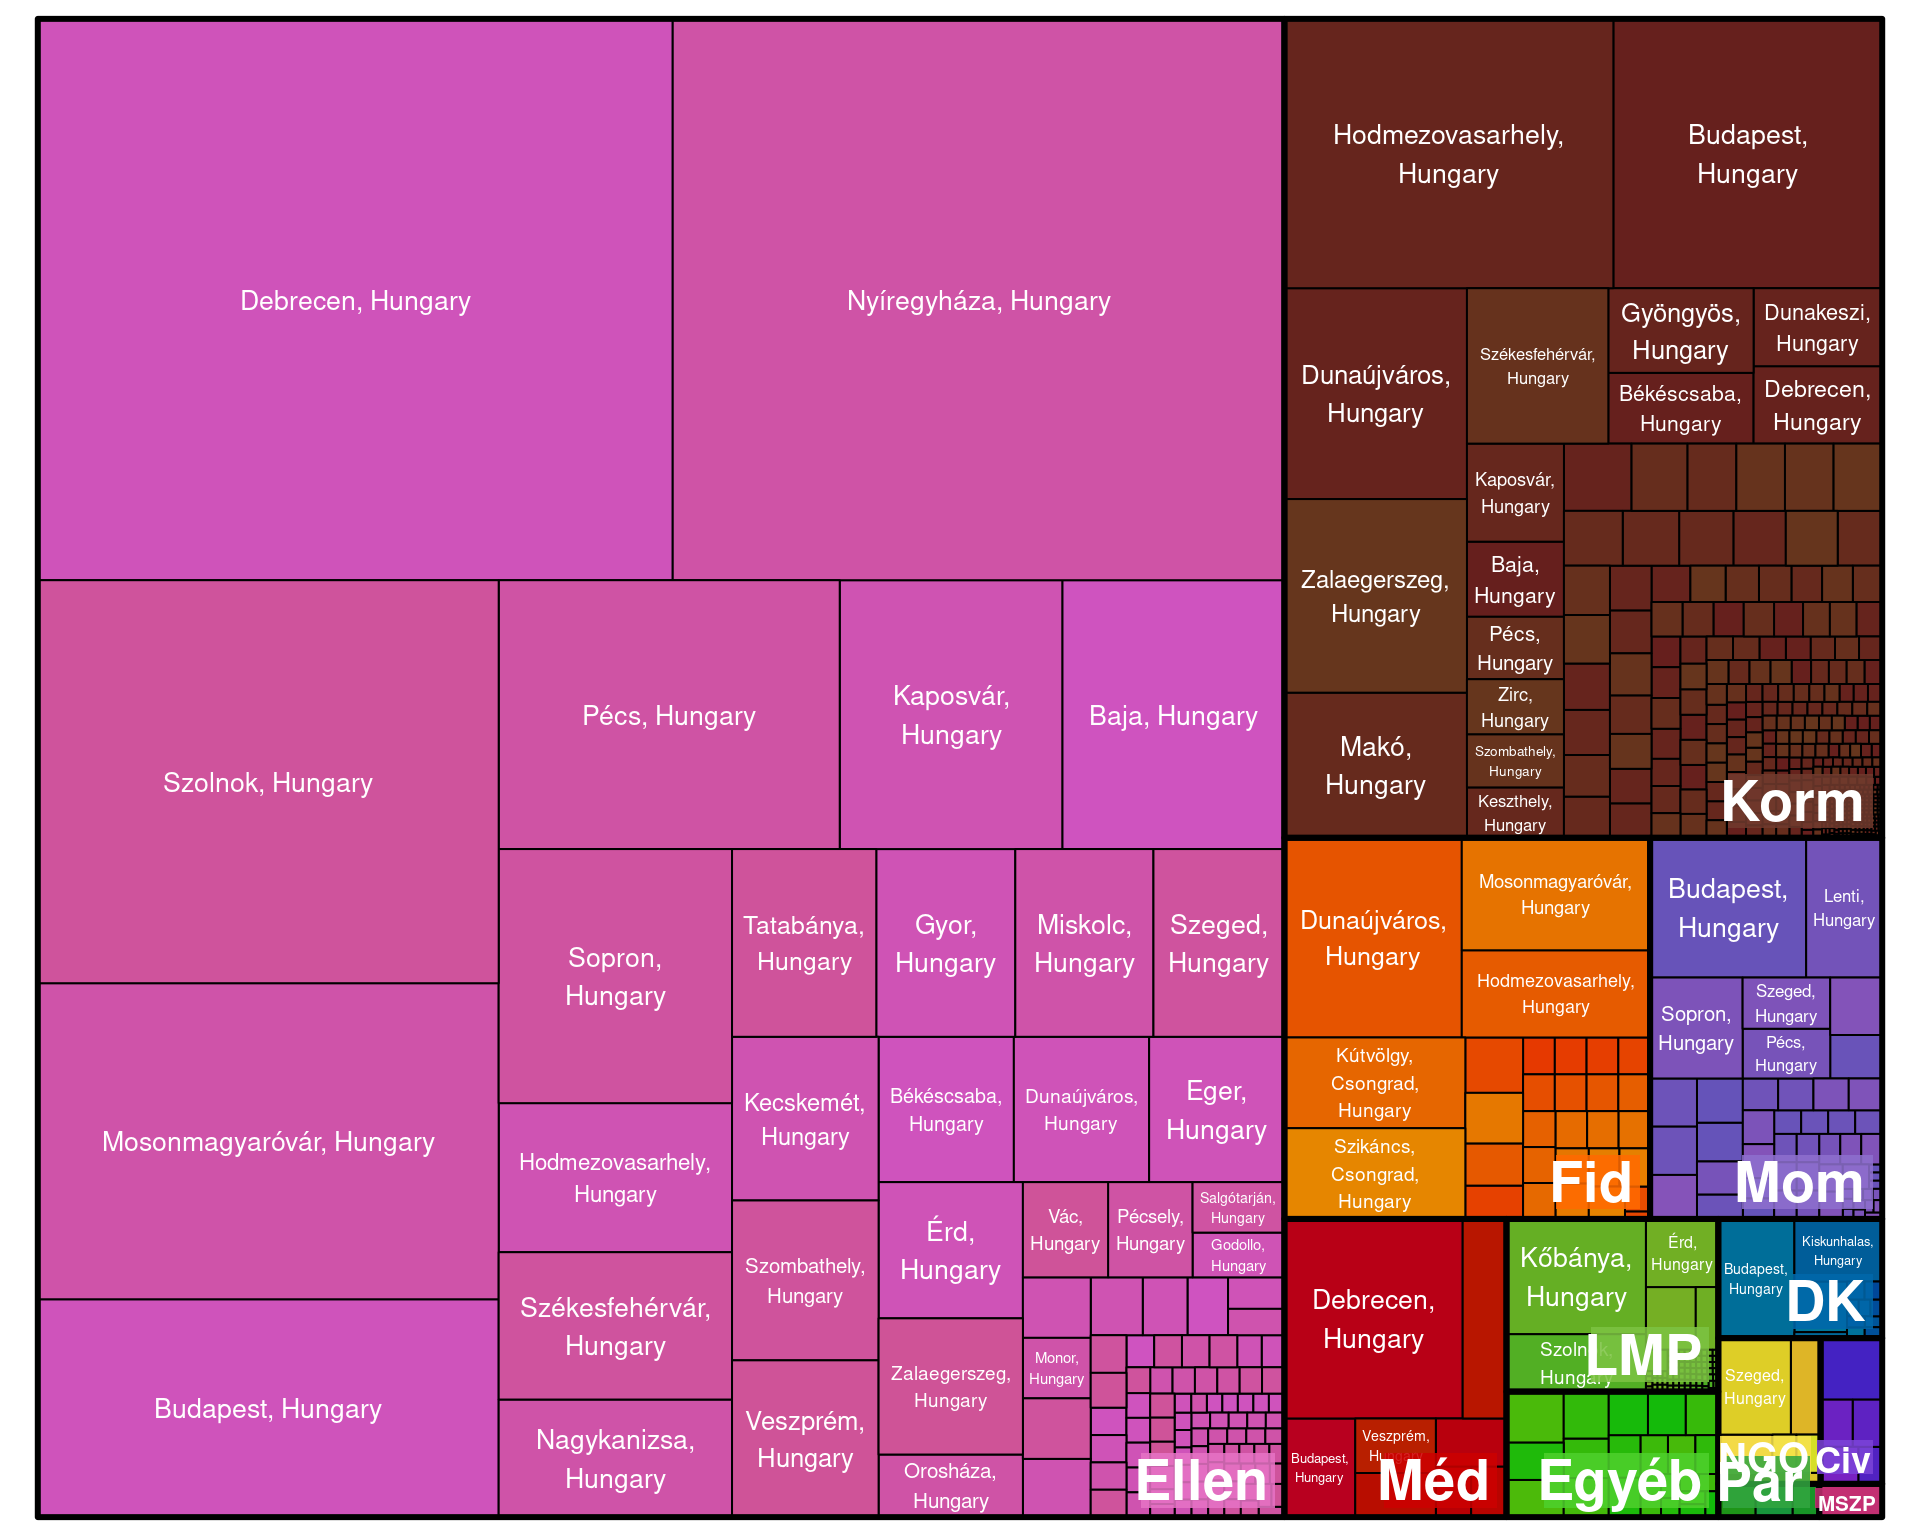 Debrecen, Hungary
Nyíregyháza, Hungary
Szolnok, Hungary
Pécs, Hungary
Kaposvár,
Hungary
Baja, Hungary
Mosonmagyaróvár, Hungary
Budapest, Hungary
Sopron,
Hungary
Tatabánya,
Hungary
Gyor,
Hungary
Miskolc,
Hungary
Szeged,
Hungary
Hodmezovasarhely,
Hungary
Székesfehérvár,
Hungary
Nagykanizsa,
Hungary
Kecskemét,
Hungary
Szombathely,
Hungary
Veszprém,
Hungary
Békéscsaba,
Hungary
Dunaújváros,
Hungary
Eger,
Hungary
Érd,
Hungary
Zalaegerszeg,
Hungary
Orosháza,
Hungary
Vác,
Hungary
Pécsely,
Hungary
Salgótarján,
Hungary
Godollo,
Hungary
Monor,
Hungary
Ellen
Hodmezovasarhely,
Hungary
Budapest,
Hungary
Dunaújváros,
Hungary
Székesfehérvár,
Hungary
Gyöngyös,
Hungary
Dunakeszi,
Hungary
Békéscsaba,
Hungary
Debrecen,
Hungary
Zalaegerszeg,
Hungary
Makó,
Hungary
Kaposvár,
Hungary
Baja,
Hungary
Pécs,
Hungary
Zirc,
Hungary
Szombathely,
Hungary
Keszthely,
Hungary
Korm
Dunaújváros,
Hungary
Mosonmagyaróvár,
Hungary
Hodmezovasarhely,
Hungary
Kútvölgy,
Csongrad,
Hungary
Szikáncs,
Csongrad,
Hungary
Fid
Budapest,
Hungary
Lenti,
Hungary
Sopron,
Hungary
Szeged,
Hungary
Pécs,
Hungary
Mom
Debrecen,
Hungary
Budapest,
Hungary
Veszprém,
Hungary
Méd
Kőbánya,
Hungary
Érd,
Hungary
Szolnok,
Hungary
LMP
Egyéb
Budapest,
Hungary
Kiskunhalas,
Hungary
DK
Szeged,
Hungary
NGO
Pár
Civ
MSZP